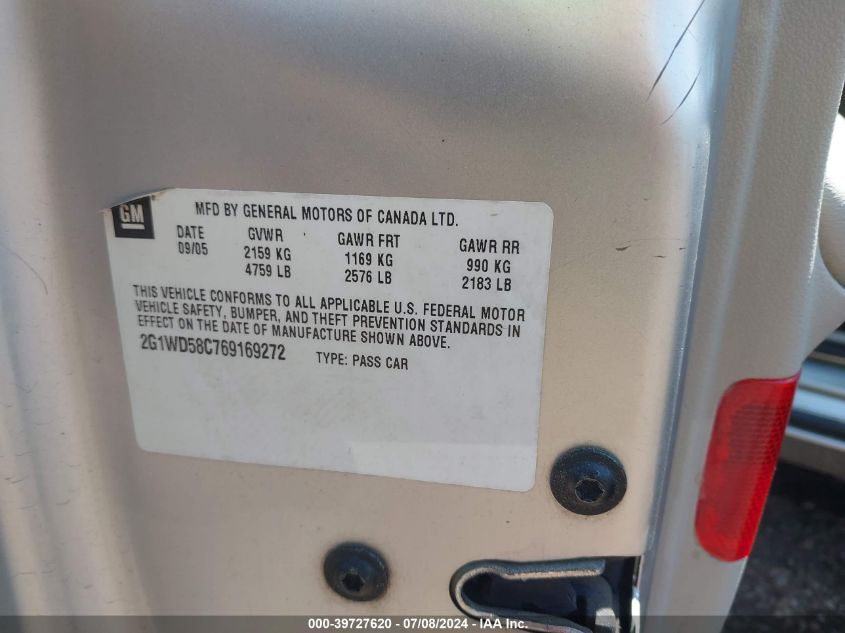 GM
MFD BY GENERAL MOTORS OF CANADA LTD.
DATE GVWR GAWR FRT GAWR RR
09/05 2159 KG 1169 KG 990 KG
4759 LB 2576 LB 2183 LB
THIS VEHICLE CONFORMS TO ALL APPLICABLE U.S. FEDERAL MOTOR
VEHICLE SAFETY, BUMPER, AND THEFT PREVENTION STANDARDS IN
EFFECT ON THE DATE OF MANUFACTURE SHOWN ABOVE.
2G1WD58C769169272 TYPE: PASS CAR
000-39727620 - 07/08/2024 - IAA Inc.